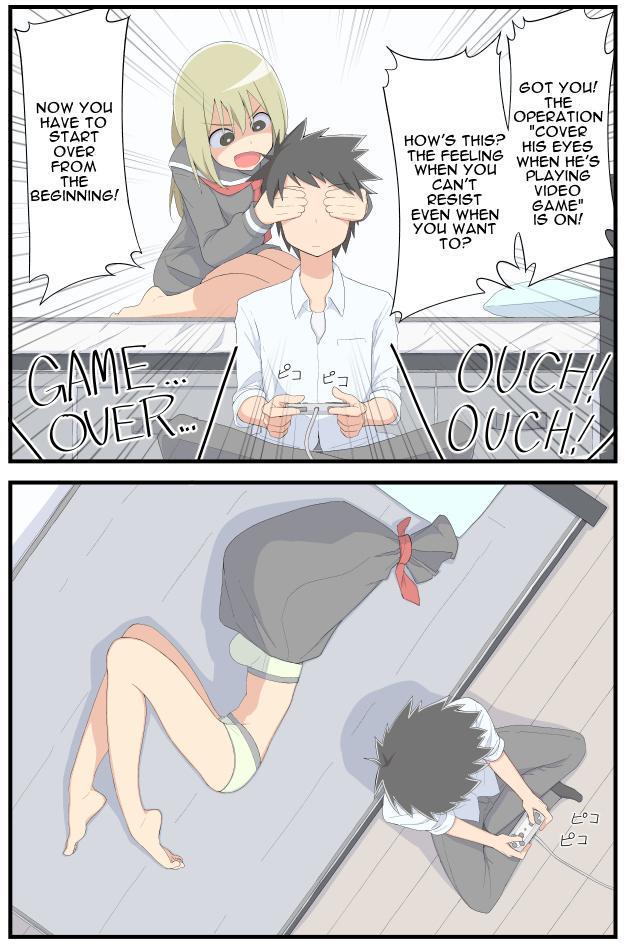 GOT YOU!
THE
OPERATION
"COVER
HIS EYES
WHEN HE'S
PLAYING
VIDEO
GAME"
IS ON!
HOW'S THIS?
THE FEELING
WHEN YOU
CAN'T
RESIST
EVEN WHEN
YOU WANT
TO?
NOW YOU
HAVE TO
START
OVER
FROM
THE
BEGINNING!
ピコ
ピコ
OUCH!
OUCH!
GAME...
OVER...
ピコ
ピコ